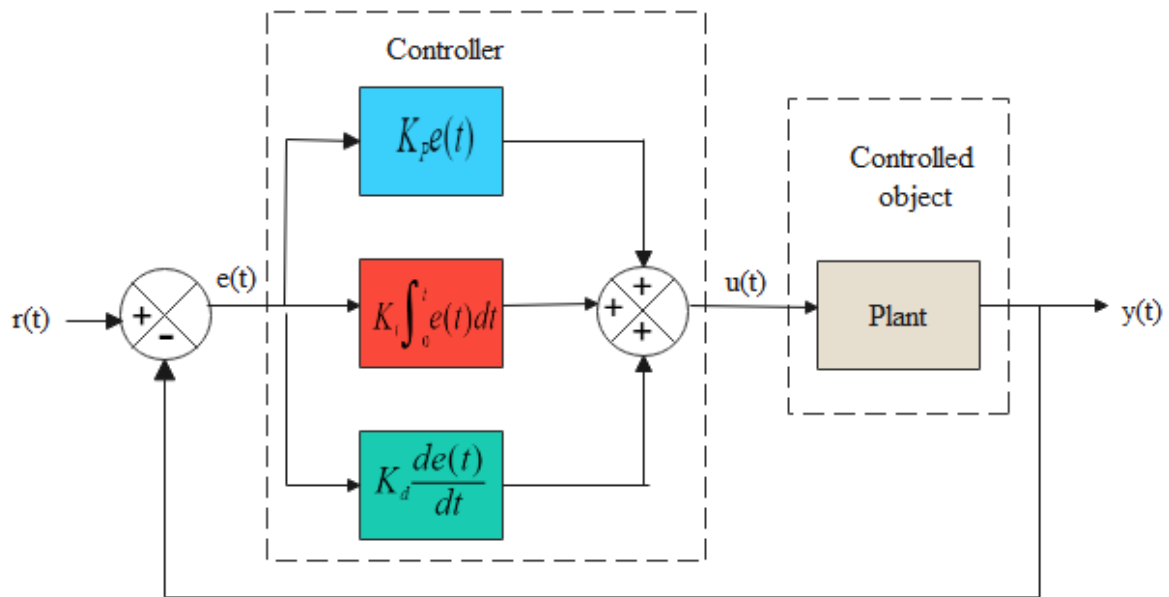 Controller
K_p e(t)
Controlled
object
e(t)
+
-
r(t)
K_i ∫_0^t e(t)dt
+
+
+
u(t)
Plant
y(t)
K_d de(t)/dt